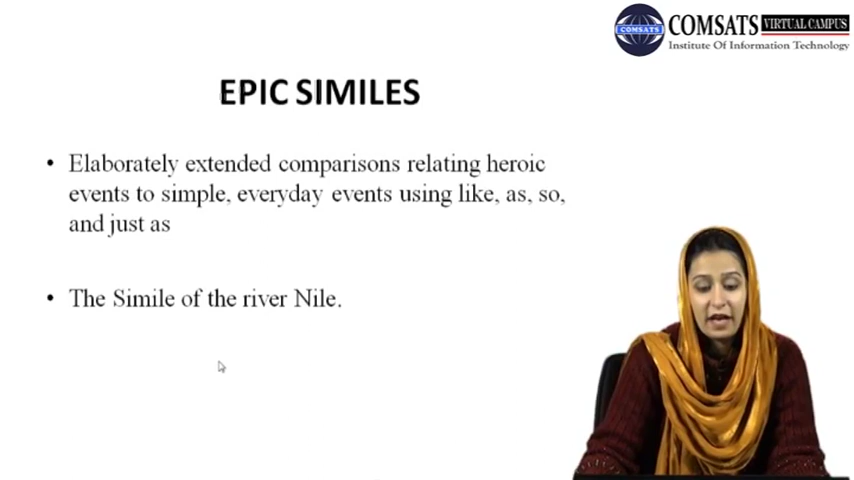 COMSATS VIRTUAL CAMPUS
COMSATS
Institute Of Information Technology
EPIC SIMILES
• Elaborately extended comparisons relating heroic
events to simple, everyday events using like, as, so,
and just as
• The Simile of the river Nile.